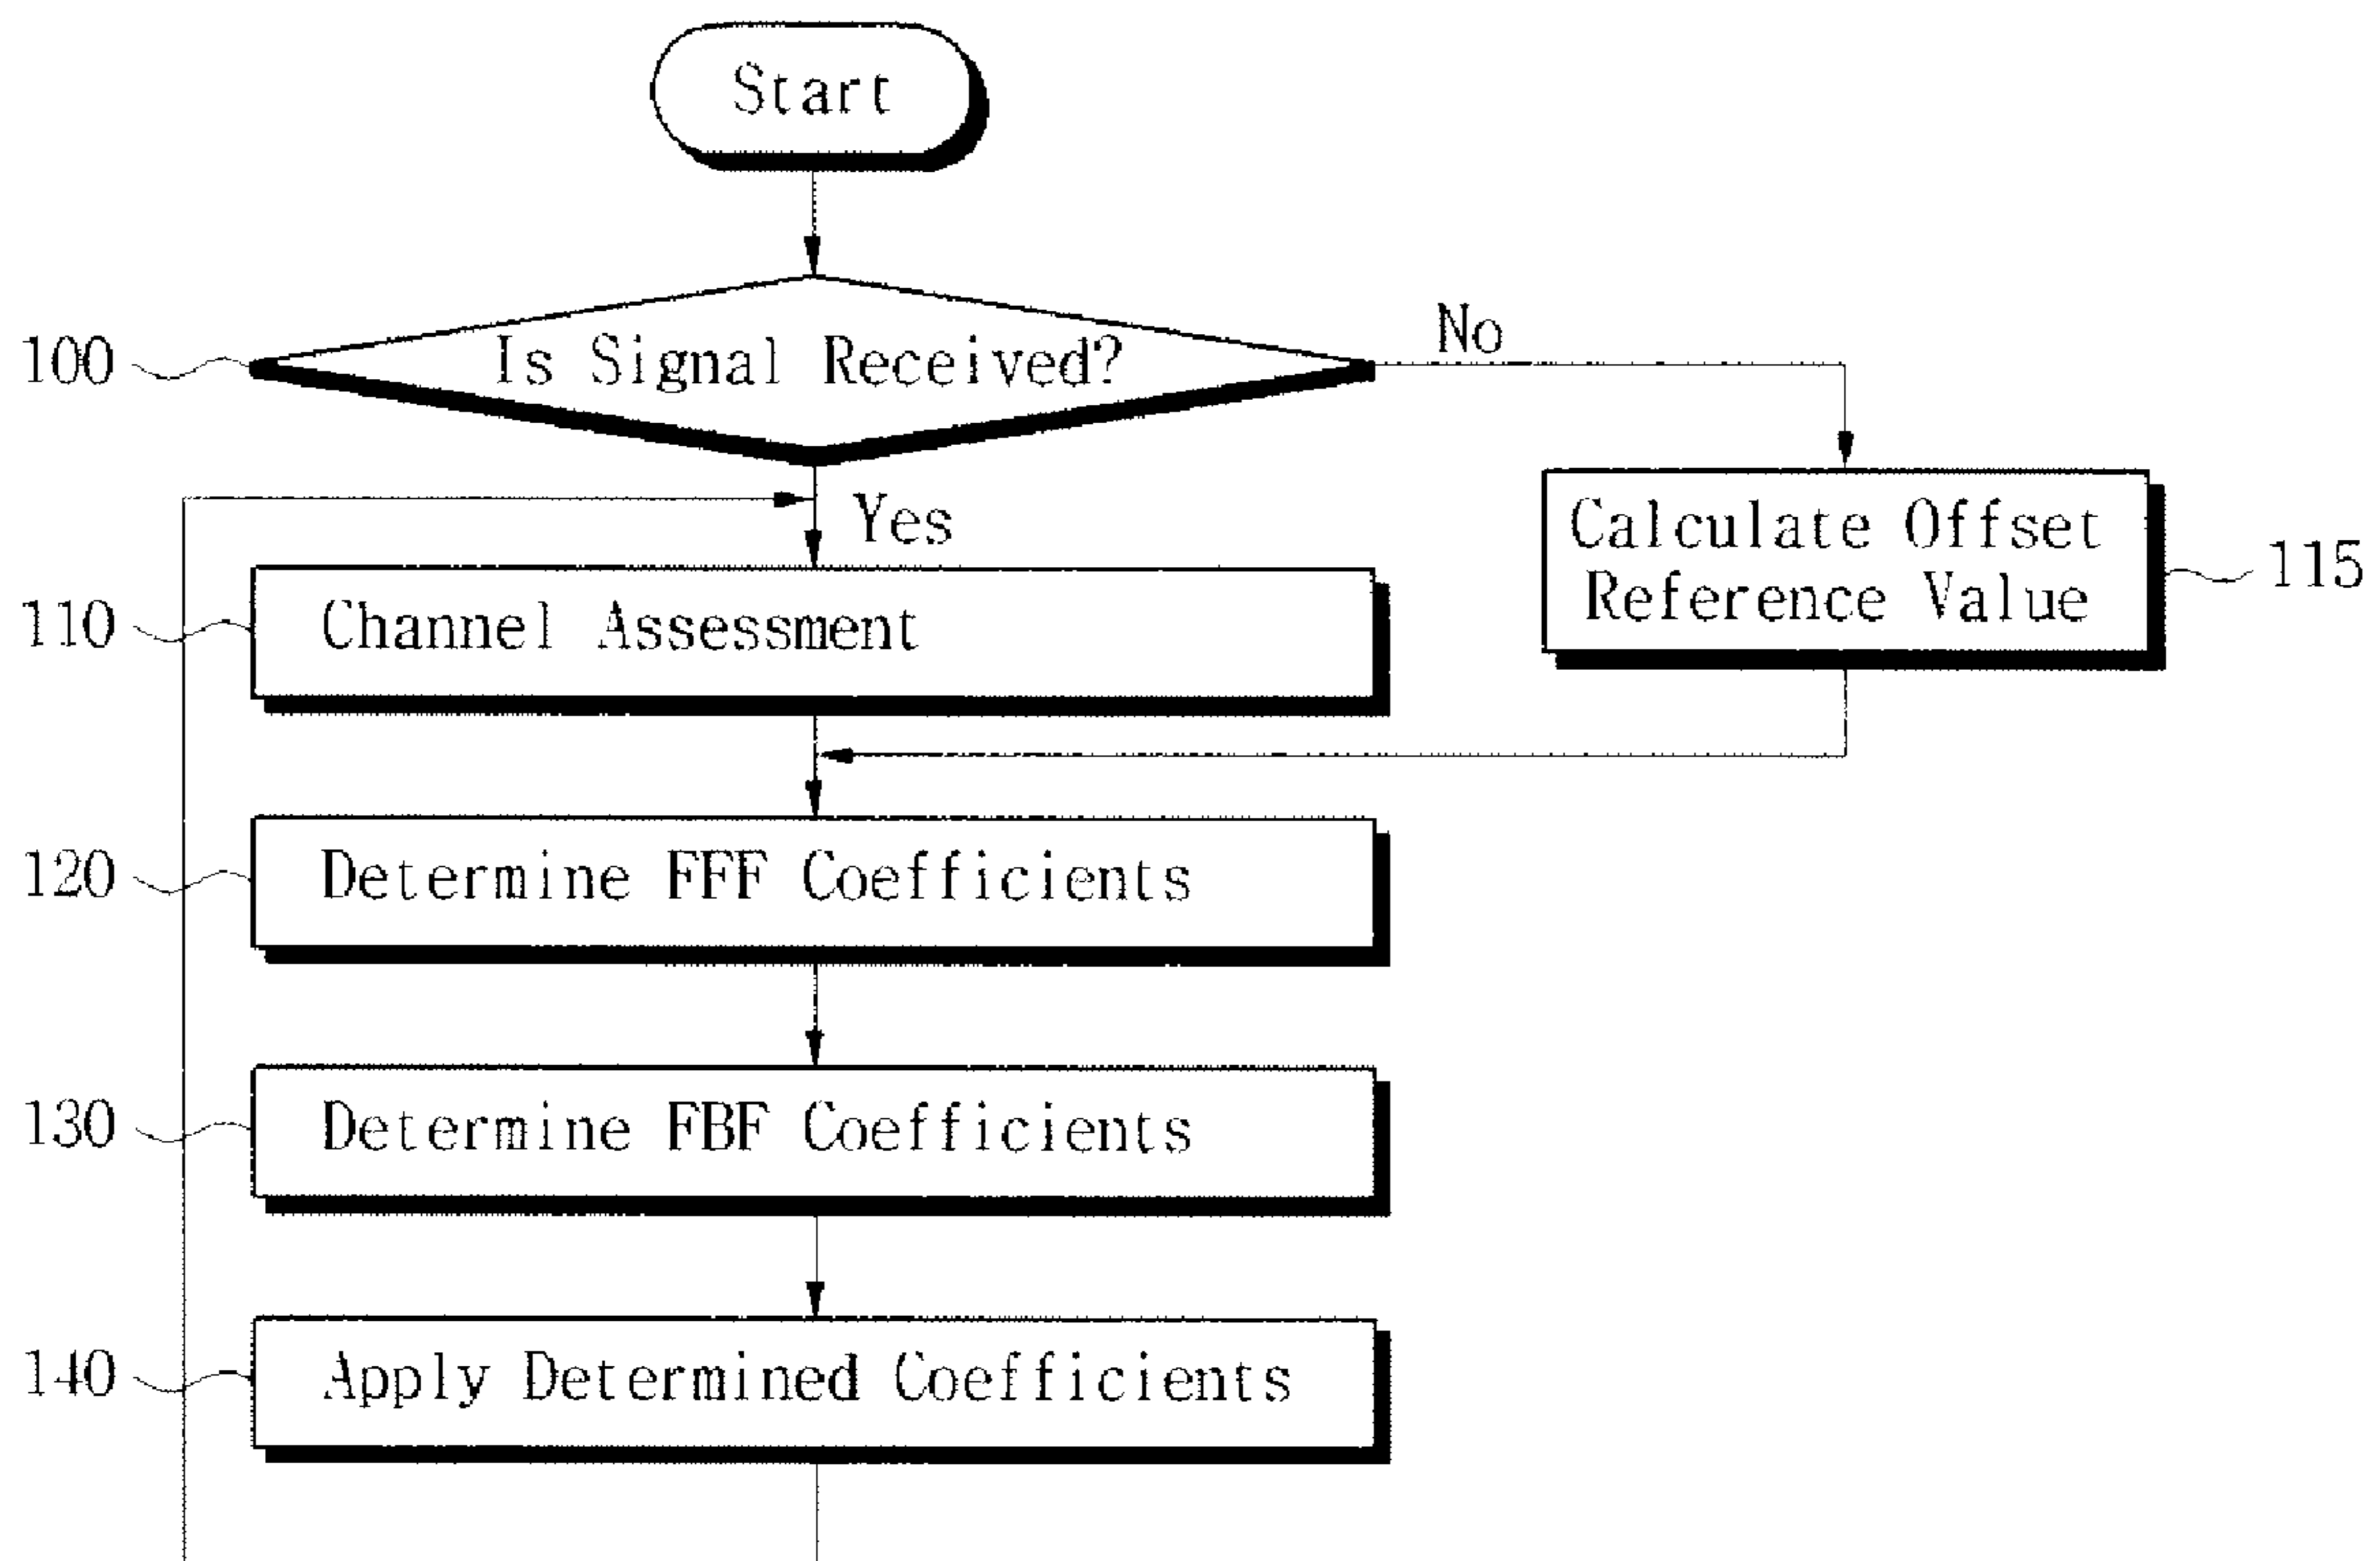 Start
100
Is Signal Received?
No
Yes
Calculate Offset
Reference Value
115
110
Channel Assessment
120
Determine FFF Coefficients
130
Determine FBF Coefficients
140
Apply Determined Coefficients